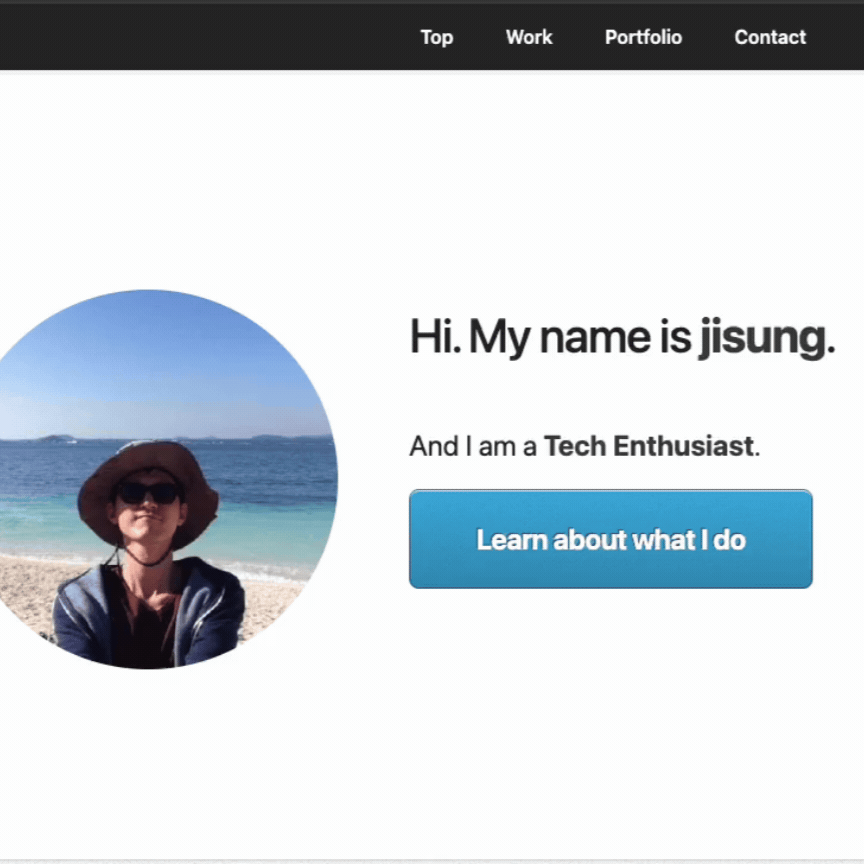 Top Work Portfolio Contact
Hi. My name is jisung.
And I am a Tech Enthusiast.
Learn about what I do